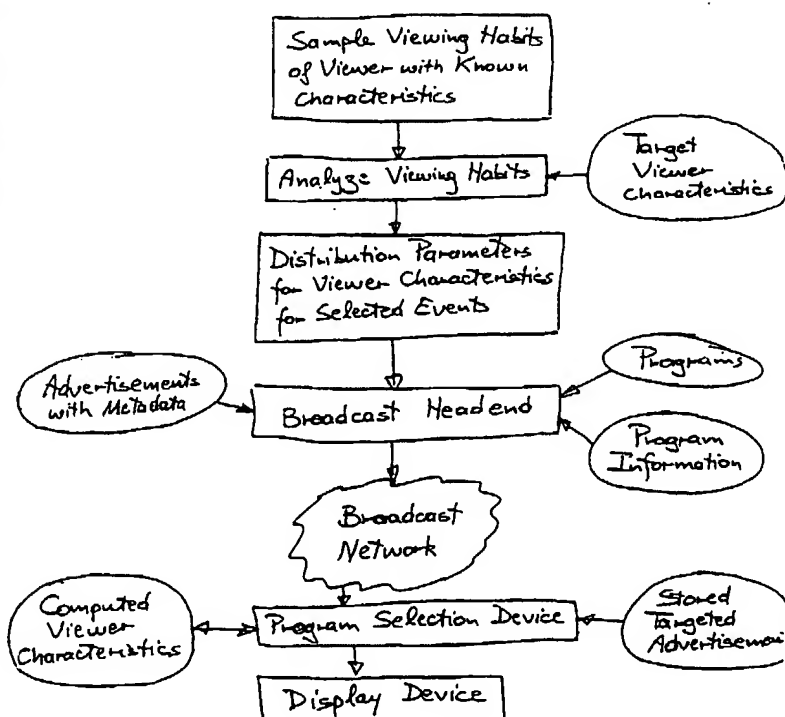 Sample Viewing Habits
of Viewer with Known
Characteristics
Analyze Viewing Habits
Target
Viewer
Characteristics
Distribution Parameters
for Viewer Characteristics
for Selected Events
Advertisements
with Metadata
Broadcast Headend
Programs
Program
Information
Broadcast
Network
Computed
Viewer
Characteristics
Program Selection Device
Stored
Targeted
Advertisemen
Display Device